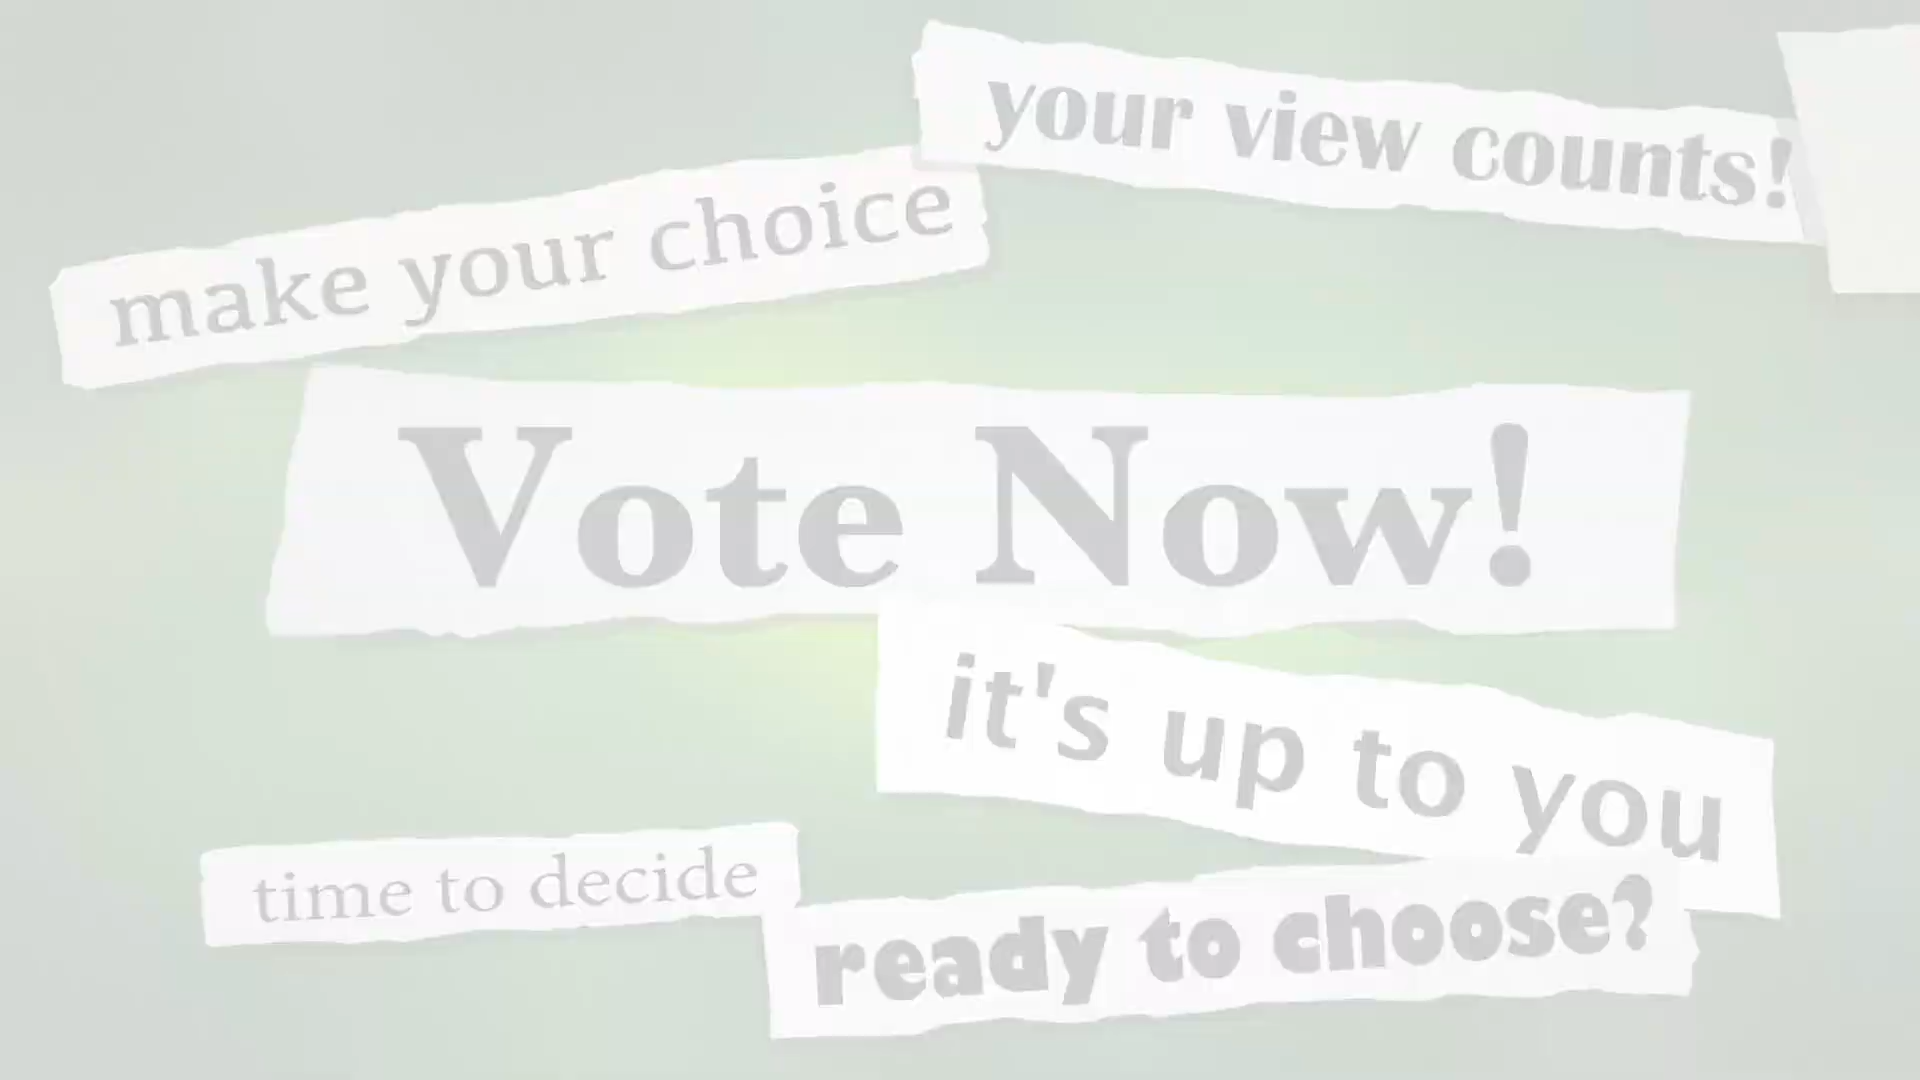 your view counts!
make your choice
Vote Now!
it's up to you
time to decide
ready to choose?